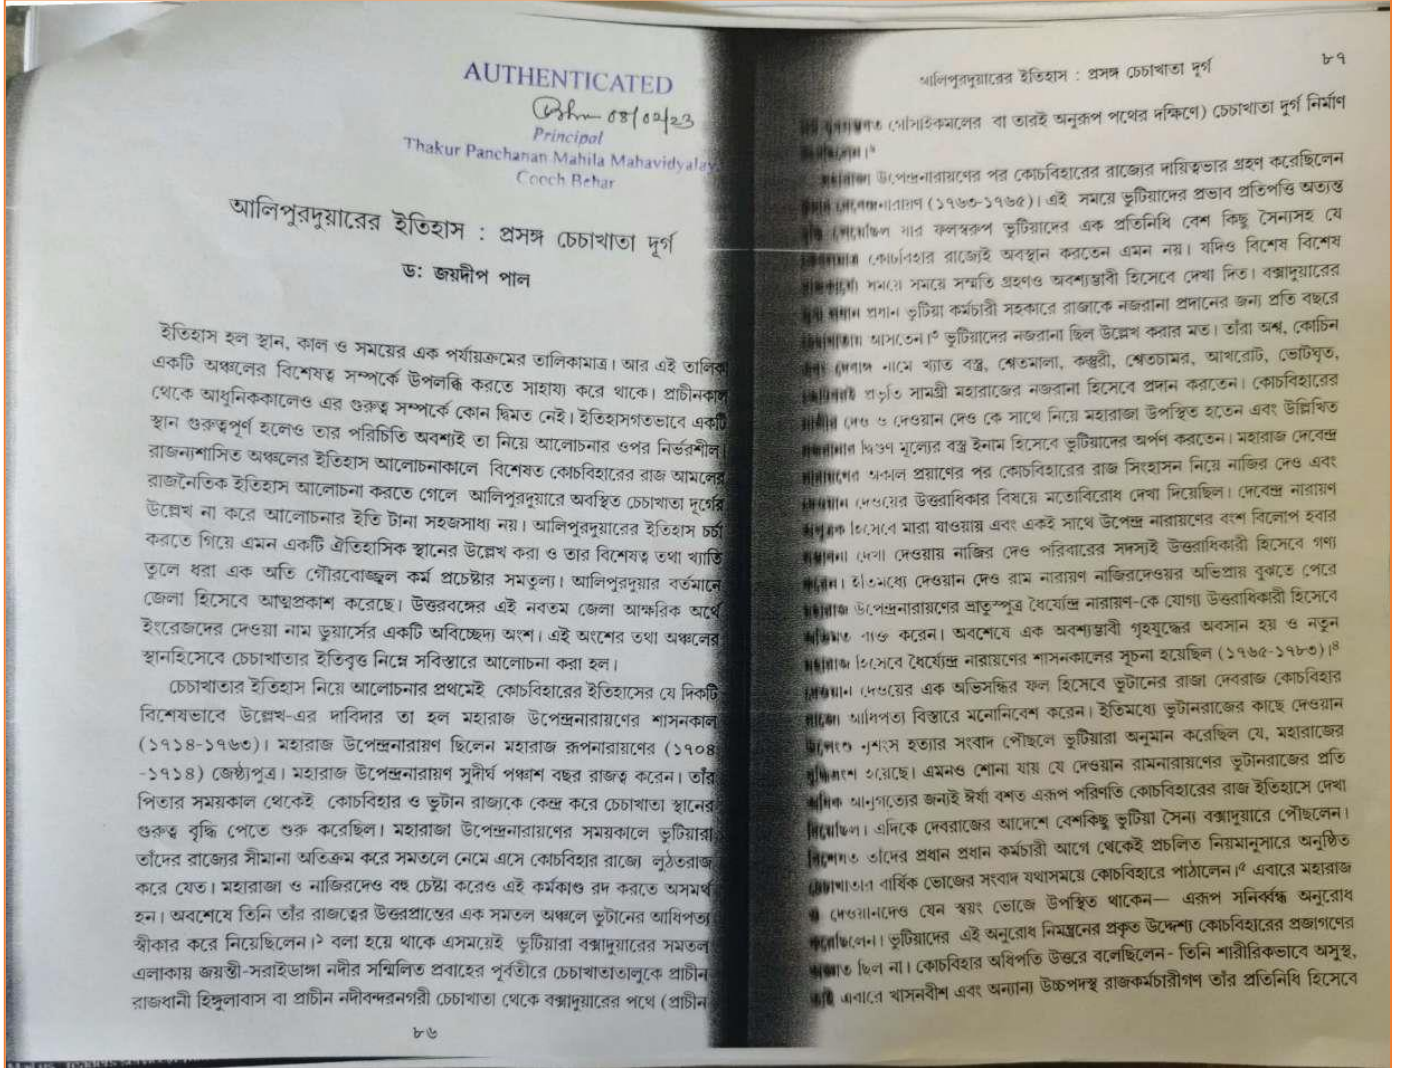 AUTHENTICATED
08/02/23
Principal
Thakur Panchanan Mahila Mahavidyalay
Cooch Behar
আলিপুরদুয়ারের ইতিহাস : প্রসঙ্গ চেচাখাতা দূর্গ
ড: জয়দীপ পাল
ইতিহাস হল স্থান, কাল ও সময়ের এক পর্যায়ক্রমের তালিকামাত্র। আর এই তালিকা
একটি অঞ্চলের বিশেষত্ব সম্পর্কে উপলব্ধি করতে সাহায্য করে থাকে। প্রাচীনকাল
থেকে আধুনিককালেও এর গুরুত্ব সম্পর্কে কোন দ্বিমত নেই। ইতিহাসগতভাবে একটি
স্থান গুরুত্বপূর্ণ হলেও তার পরিচিতি অবশ্যই তা নিয়ে আলোচনার ওপর নির্ভরশীল।
রাজন্যশাসিত অঞ্চলের ইতিহাস আলোচনাকালে বিশেষত কোচবিহারের রাজ আমলের
রাজনৈতিক ইতিহাস আলোচনা করতে গেলে আলিপুরদুয়ারে অবস্থিত চেচাখাতা দূর্গের
উল্লেখ না করে আলোচনার ইতি টানা সহজসাধ্য নয়। আলিপুরদুয়ারের ইতিহাস চর্চা
করতে গিয়ে এমন একটি ঐতিহাসিক স্থানের উল্লেখ করা ও তার বিশেষত্ব তথা খ্যাতি
তুলে ধরা এক অতি গৌরবোজ্জ্বল কর্ম প্রচেষ্টার সমতুল্য। আলিপুরদুয়ার বর্তমানে
জেলা হিসেবে আত্মপ্রকাশ করেছে। উত্তরবঙ্গের এই নবতম জেলা আক্ষরিক অর্থে
ইংরেজদের দেওয়া নাম ডুয়ার্সের একটি অবিচ্ছেদ্য অংশ। এই অংশের তথা অঞ্চলের
স্থানহিসেবে চেচাখাতার ইতিবৃত্ত নিম্নে সবিস্তারে আলোচনা করা হল।
চেচাখাতার ইতিহাস নিয়ে আলোচনার প্রথমেই কোচবিহারের ইতিহাসের যে দিকটি
বিশেষভাবে উল্লেখ-এর দাবিদার তা হল মহারাজ উপেন্দ্রনারায়ণের শাসনকাল
(১৭১৪-১৭৬৩)। মহারাজ উপেন্দ্রনারায়ণ ছিলেন মহারাজ রূপনারায়ণের (১৭০৪
-১৭১৪) জেষ্ঠ্যপুত্র। মহারাজ উপেন্দ্রনারায়ণ সুদীর্ঘ পঞ্চাশ বছর রাজত্ব করেন। তাঁর
পিতার সময়কাল থেকেই কোচবিহার ও ভুটান রাজ্যকে কেন্দ্র করে চেচাখাতা স্থানের
গুরুত্ব বৃদ্ধি পেতে শুরু করেছিল। মহারাজা উপেন্দ্রনারায়ণের সময়কালে ভুটিয়ারা
তাঁদের রাজ্যের সীমানা অতিক্রম করে সমতলে নেমে এসে কোচবিহার রাজ্যে লুঠতরাজ
করে যেত। মহারাজা ও নাজিরদেও বহু চেষ্টা করেও এই কর্মকাণ্ড রদ করতে অসমর্থ
হন। অবশেষে তিনি তাঁর রাজত্বের উত্তরপ্রান্তের এক সমতল অঞ্চলে ভুটানের আধিপত্য
স্বীকার করে নিয়েছিলেন।১ বলা হয়ে থাকে এসময়েই ভুটিয়ারা বক্সাদুয়ারের সমতল
এলাকায় জয়ন্তী-সরাইডাঙ্গা নদীর সম্মিলিত প্রবাহের পূর্বতীরে চেচাখাতাতালুকে প্রাচীন
রাজধানী হিঙ্গুলাবাস বা প্রাচীন নদীবন্দরনগরী চেচাখাতা থেকে বক্সাদুয়ারের পথে (প্রাচীন
৮৬
আলিপুরদুয়ারের ইতিহাস : প্রসঙ্গ চেচাখাতা দূর্গ ৮৭
বা তারই অনুরূপ পথের দক্ষিণে) চেচাখাতা দুর্গ নির্মাণ
উপেন্দ্রনারায়ণের পর কোচবিহারের রাজ্যের দায়িত্বভার গ্রহণ করেছিলেন
(১৭৬৩-১৭৬৫)। এই সময়ে ভুটিয়াদের প্রভাব প্রতিপত্তি অত্যন্ত
যার ফলস্বরুপ ভুটিয়াদের এক প্রতিনিধি বেশ কিছু সৈন্যসহ যে
কোচবিহার রাজ্যেই অবস্থান করতেন এমন নয়। যদিও বিশেষ বিশেষ
সময়ে সময়ে সম্মতি গ্রহণও অবশ্যম্ভাবী হিসেবে দেখা দিত। বক্সাদুয়ারের
প্রধান ভুটিয়া কর্মচারী সহকারে রাজাকে নজরানা প্রদানের জন্য প্রতি বছরে
আসতেন।৩ ভুটিয়াদের নজরানা ছিল উল্লেখ করার মত। তাঁরা অশ্ব, কোচিন
নামে খ্যাত বস্ত্র, শ্বেতমালা, কস্তুরী, শ্বেতচামর, আখরোট, ভোটঘৃত,
প্রভৃতি সামগ্রী মহারাজের নজরানা হিসেবে প্রদান করতেন। কোচবিহারের
দেও ও দেওয়ান দেও কে সাথে নিয়ে মহারাজা উপস্থিত হতেন এবং উল্লিখিত
দ্বিগুণ মূল্যের বস্ত্র ইনাম হিসেবে ভুটিয়াদের অর্পণ করতেন। মহারাজ দেবেন্দ্র
অকাল প্রয়াণের পর কোচবিহারের রাজ সিংহাসন নিয়ে নাজির দেও এবং
দেওয়ের উত্তরাধিকার বিষয়ে মতোবিরোধ দেখা দিয়েছিল। দেবেন্দ্র নারায়ণ
হিসেবে মারা যাওয়ায় এবং একই সাথে উপেন্দ্র নারায়ণের বংশ বিলোপ হবার
দেখা দেওয়ায় নাজির দেও পরিবারের সদস্যই উত্তরাধিকারী হিসেবে গণ্য
ইতিমধ্যে দেওয়ান দেও রাম নারায়ণ নাজিরদেওয়র অভিপ্রায় বুঝতে পেরে
উপেন্দ্রনারায়ণের ভ্রাতুস্পুত্র ধৈর্যেন্দ্র নারায়ণ-কে যোগ্য উত্তরাধিকারী হিসেবে
করেন। অবশেষে এক অবশ্যম্ভাবী গৃহযুদ্ধের অবসান হয় ও নতুন
হিসেবে ধৈর্য্যেন্দ্র নারায়ণের শাসনকালের সূচনা হয়েছিল (১৭৬৫-১৭৮৩)।৪
দেওয়ের এক অভিসন্ধির ফল হিসেবে ভুটানের রাজা দেবরাজ কোচবিহার
আধিপত্য বিস্তারে মনোনিবেশ করেন। ইতিমধ্যে ভুটানরাজের কাছে দেওয়ান
নৃশংস হত্যার সংবাদ পৌছলে ভুটিয়ারা অনুমান করেছিল যে, মহারাজের
হয়েছে। এমনও শোনা যায় যে দেওয়ান রামনারায়ণের ভুটানরাজের প্রতি
আনুগত্যের জন্যই ঈর্ষা বশত এরূপ পরিণতি কোচবিহারের রাজ ইতিহাসে দেখা
এদিকে দেবরাজের আদেশে বেশকিছু ভুটিয়া সৈন্য বক্সাদুয়ারে পৌঁছলেন।
তাঁদের প্রধান প্রধান কর্মচারী আগে থেকেই প্রচলিত নিয়মানুসারে অনুষ্ঠিত
বার্ষিক ভোজের সংবাদ যথাসময়ে কোচবিহারে পাঠালেন।৫ এবারে মহারাজ
দেওয়ানদেও যেন স্বয়ং ভোজে উপস্থিত থাকেন— এরূপ সনির্ব্বন্ধ অনুরোধ
ভুটিয়াদের এই অনুরোধ নিমন্ত্রনের প্রকৃত উদ্দেশ্য কোচবিহারের প্রজাগণের
ছিল না। কোচবিহার অধিপতি উত্তরে বলেছিলেন- তিনি শারীরিকভাবে অসুস্থ,
এবারে খাসনবীশ এবং অন্যান্য উচ্চপদস্থ রাজকর্মচারীগণ তাঁর প্রতিনিধি হিসেবে